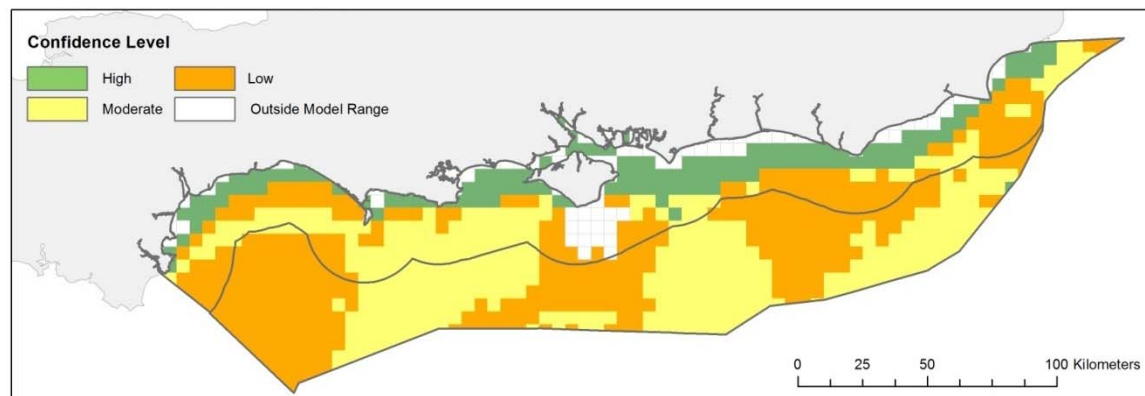 Confidence Level
High Low
Moderate Outside Model Range
0 25 50 100 Kilometers